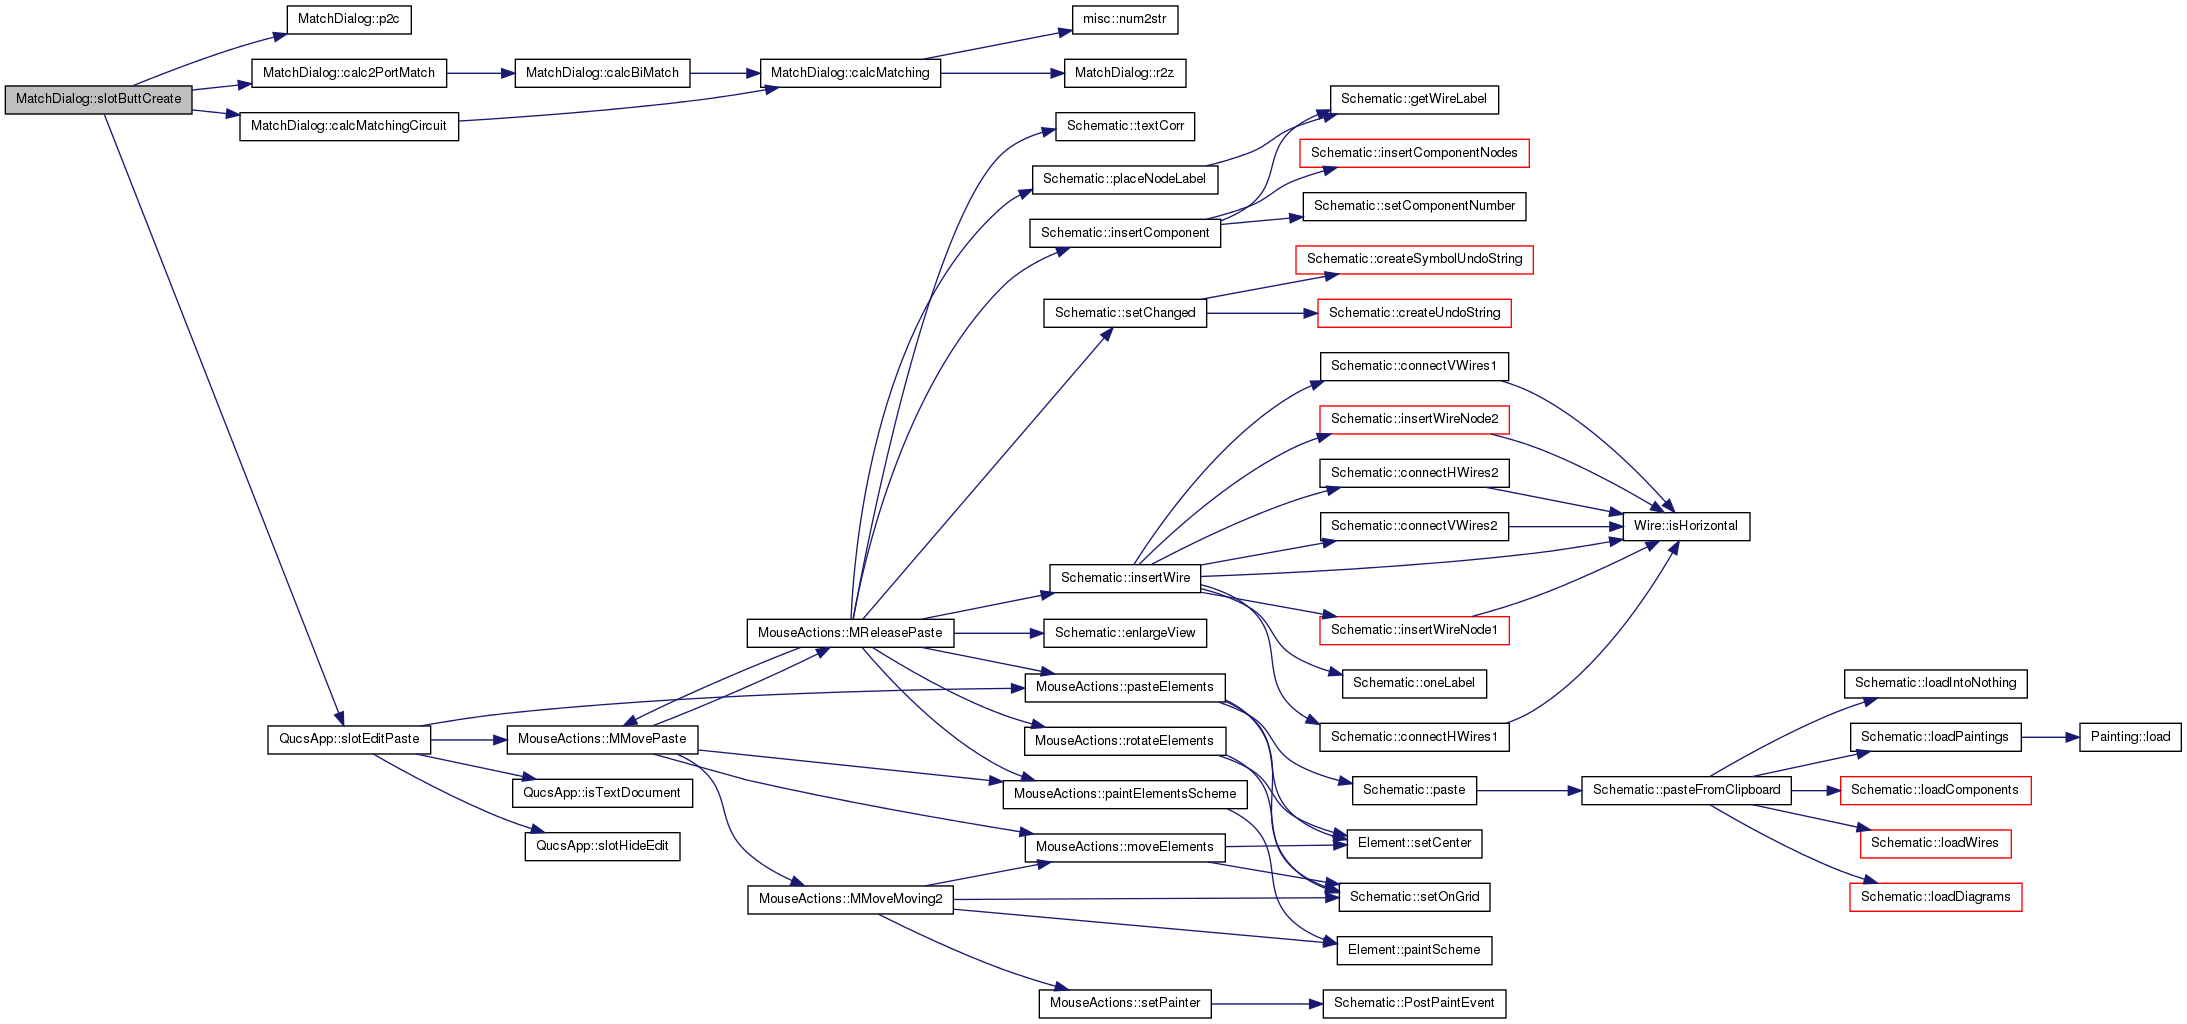 MatchDialog::p2c
misc::num2str
MatchDialog::slotButtCreate
MatchDialog::calc2PortMatch
MatchDialog::calcBiMatch
MatchDialog::calcMatching
MatchDialog::r2z
MatchDialog::calcMatchingCircuit
Schematic::textCorr
Schematic::getWireLabel
Schematic::placeNodeLabel
Schematic::insertComponentNodes
Schematic::insertComponent
Schematic::setComponentNumber
Schematic::createSymbolUndoString
Schematic::setChanged
Schematic::createUndoString
Schematic::connectVWires1
Schematic::insertWireNode2
Schematic::connectHWires2
Schematic::connectVWires2
Wire::isHorizontal
Schematic::insertWire
MouseActions::MReleasePaste
Schematic::enlargeView
Schematic::insertWireNode1
MouseActions::pasteElements
Schematic::oneLabel
Schematic::loadIntoNothing
QucsApp::slotEditPaste
MouseActions::MMovePaste
MouseActions::rotateElements
Schematic::connectHWires1
Schematic::loadPaintings
Painting::load
QucsApp::isTextDocument
MouseActions::paintElementsScheme
Schematic::paste
Schematic::pasteFromClipboard
Schematic::loadComponents
QucsApp::slotHideEdit
MouseActions::moveElements
Element::setCenter
Schematic::loadWires
MouseActions::MMoveMoving2
Schematic::setOnGrid
Schematic::loadDiagrams
Element::paintScheme
MouseActions::setPainter
Schematic::PostPaintEvent